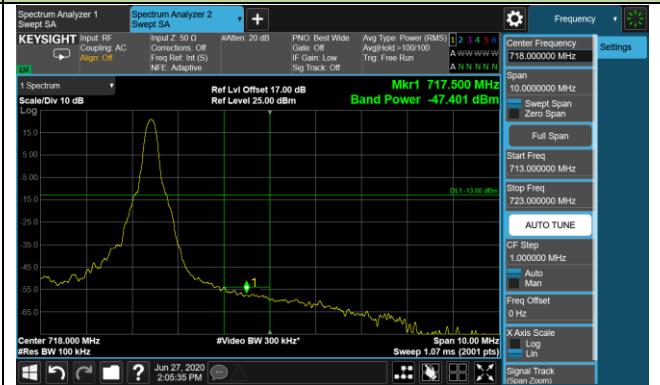 Spectrum Analyzer 1
Swept SA
Spectrum Analyzer 2
Swept SA
+
Frequency
KEYSIGHT
Input: RF
Coupling: AC
Align: Off
Input Z: 50 Ω
Corrections: Off
Freq Ref: Int (S)
NFE: Adaptive
#Atten: 20 dB
PNO: Best Wide
Gate: Off
IF Gain: Low
Sig Track: Off
Avg Type: Power (RMS)
Avg|Hold:>100/100
Trig: Free Run
1 2 3 4 5 6
A W W W W W
A N N N N N
1 Spectrum
Scale/Div 10 dB
Ref Lvl Offset 17.00 dB
Ref Level 25.00 dBm
Mkr1 717.500 MHz
Band Power -47.401 dBm
Log
15.0
5.00
-5.00
-15.0
-25.0
-35.0
-45.0
-55.0
-65.0
DL1 -13.00 dBm
1
Center 718.000 MHz
#Res BW 100 kHz
#Video BW 300 kHz*
Span 10.00 MHz
Sweep 1.07 ms (2001 pts)
Jun 27, 2020
2:05:35 PM
Center Frequency
718.000000 MHz
Settings
Span
10.0000000 MHz
Swept Span
Zero Span
Full Span
Start Freq
713.000000 MHz
Stop Freq
723.000000 MHz
AUTO TUNE
CF Step
1.000000 MHz
Auto
Man
Freq Offset
0 Hz
X Axis Scale
Log
Lin
Signal Track
(Span Zoom)